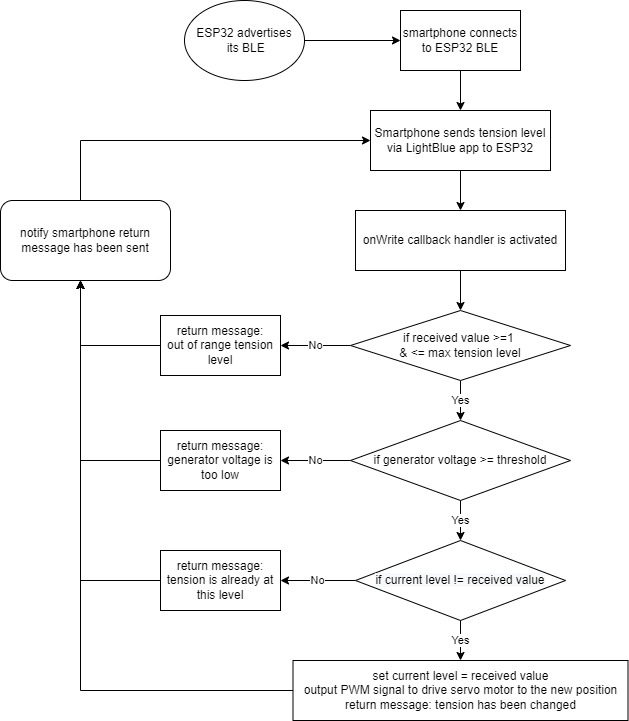 ESP32 advertises
its BLE
smartphone connects
to ESP32 BLE
Smartphone sends tension level
via LightBlue app to ESP32
notify smartphone return
message has been sent
onWrite callback handler is activated
if received value >=1
& <= max tension level
No
return message:
out of range tension
level
Yes
if generator voltage >= threshold
No
return message:
generator voltage is
too low
Yes
if current level != received value
No
return message:
tension is already at
this level
Yes
set current level = received value
output PWM signal to drive servo motor to the new position
return message: tension has been changed